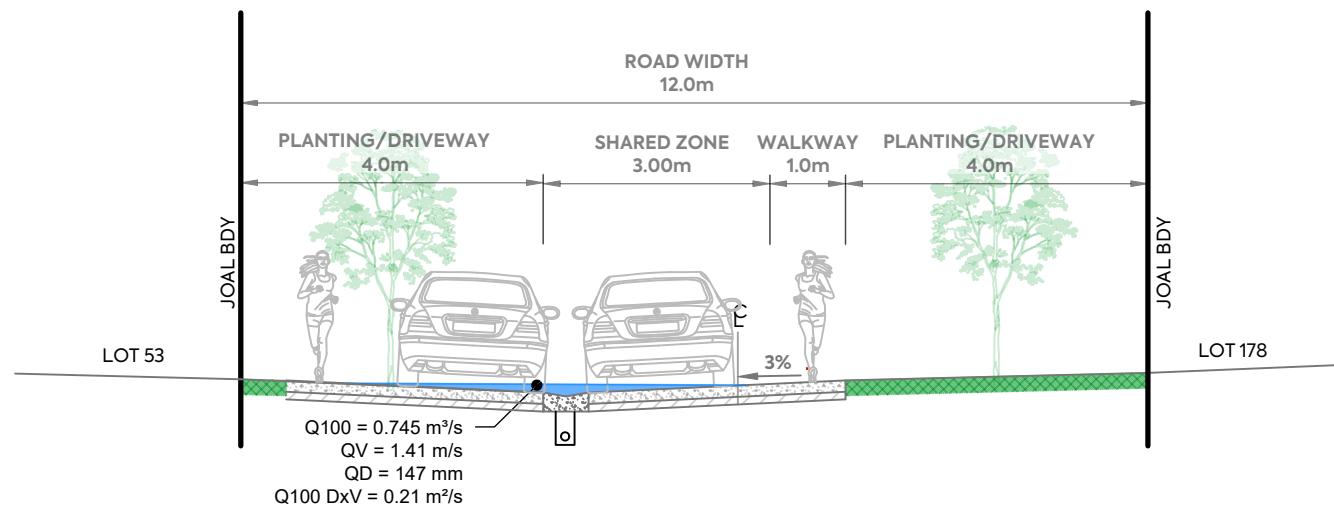 ROAD WIDTH
12.0m
PLANTING/DRIVEWAY
4.0m
SHARED ZONE
3.00m
WALKWAY
1.0m
PLANTING/DRIVEWAY
4.0m
JOAL BDY
JOAL BDY
CL
LOT 53
LOT 178
3%
Q100 = 0.745 m³/s
QV = 1.41 m/s
QD = 147 mm
Q100 DxV = 0.21 m²/s